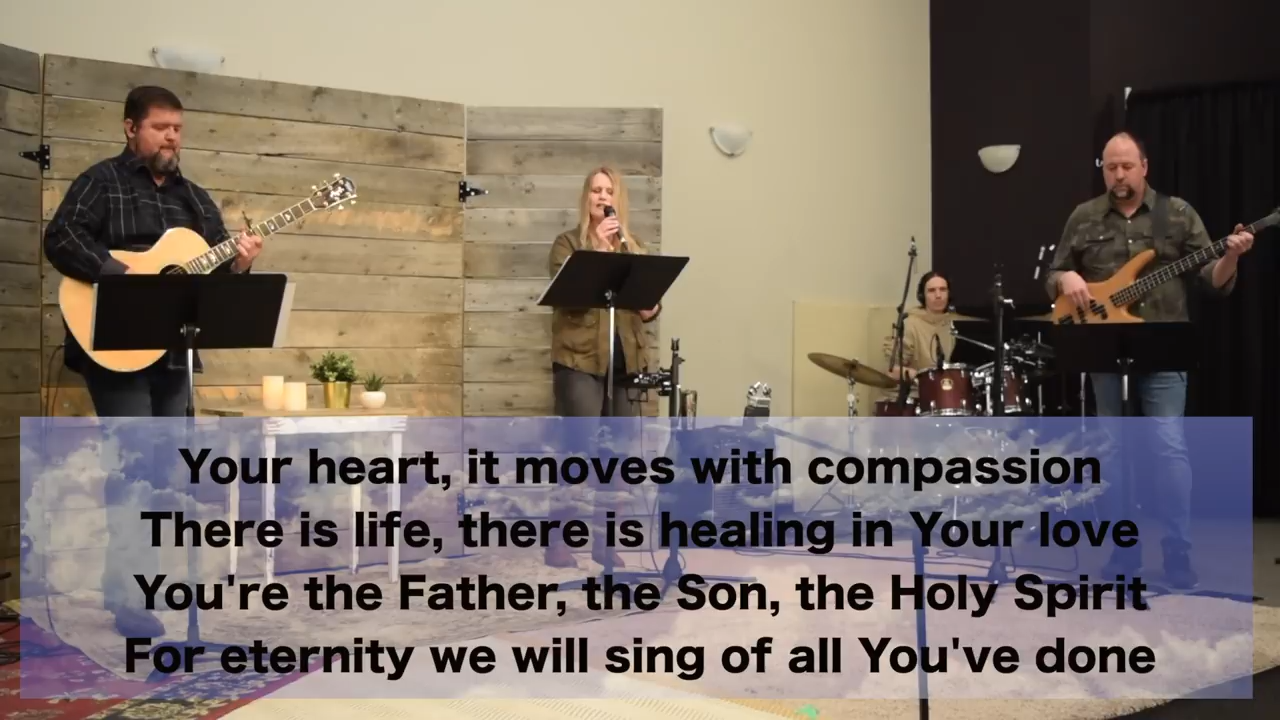 Your heart, it moves with compassion
There is life, there is healing in Your love
You're the Father, the Son, the Holy Spirit
For eternity we will sing of all You've done